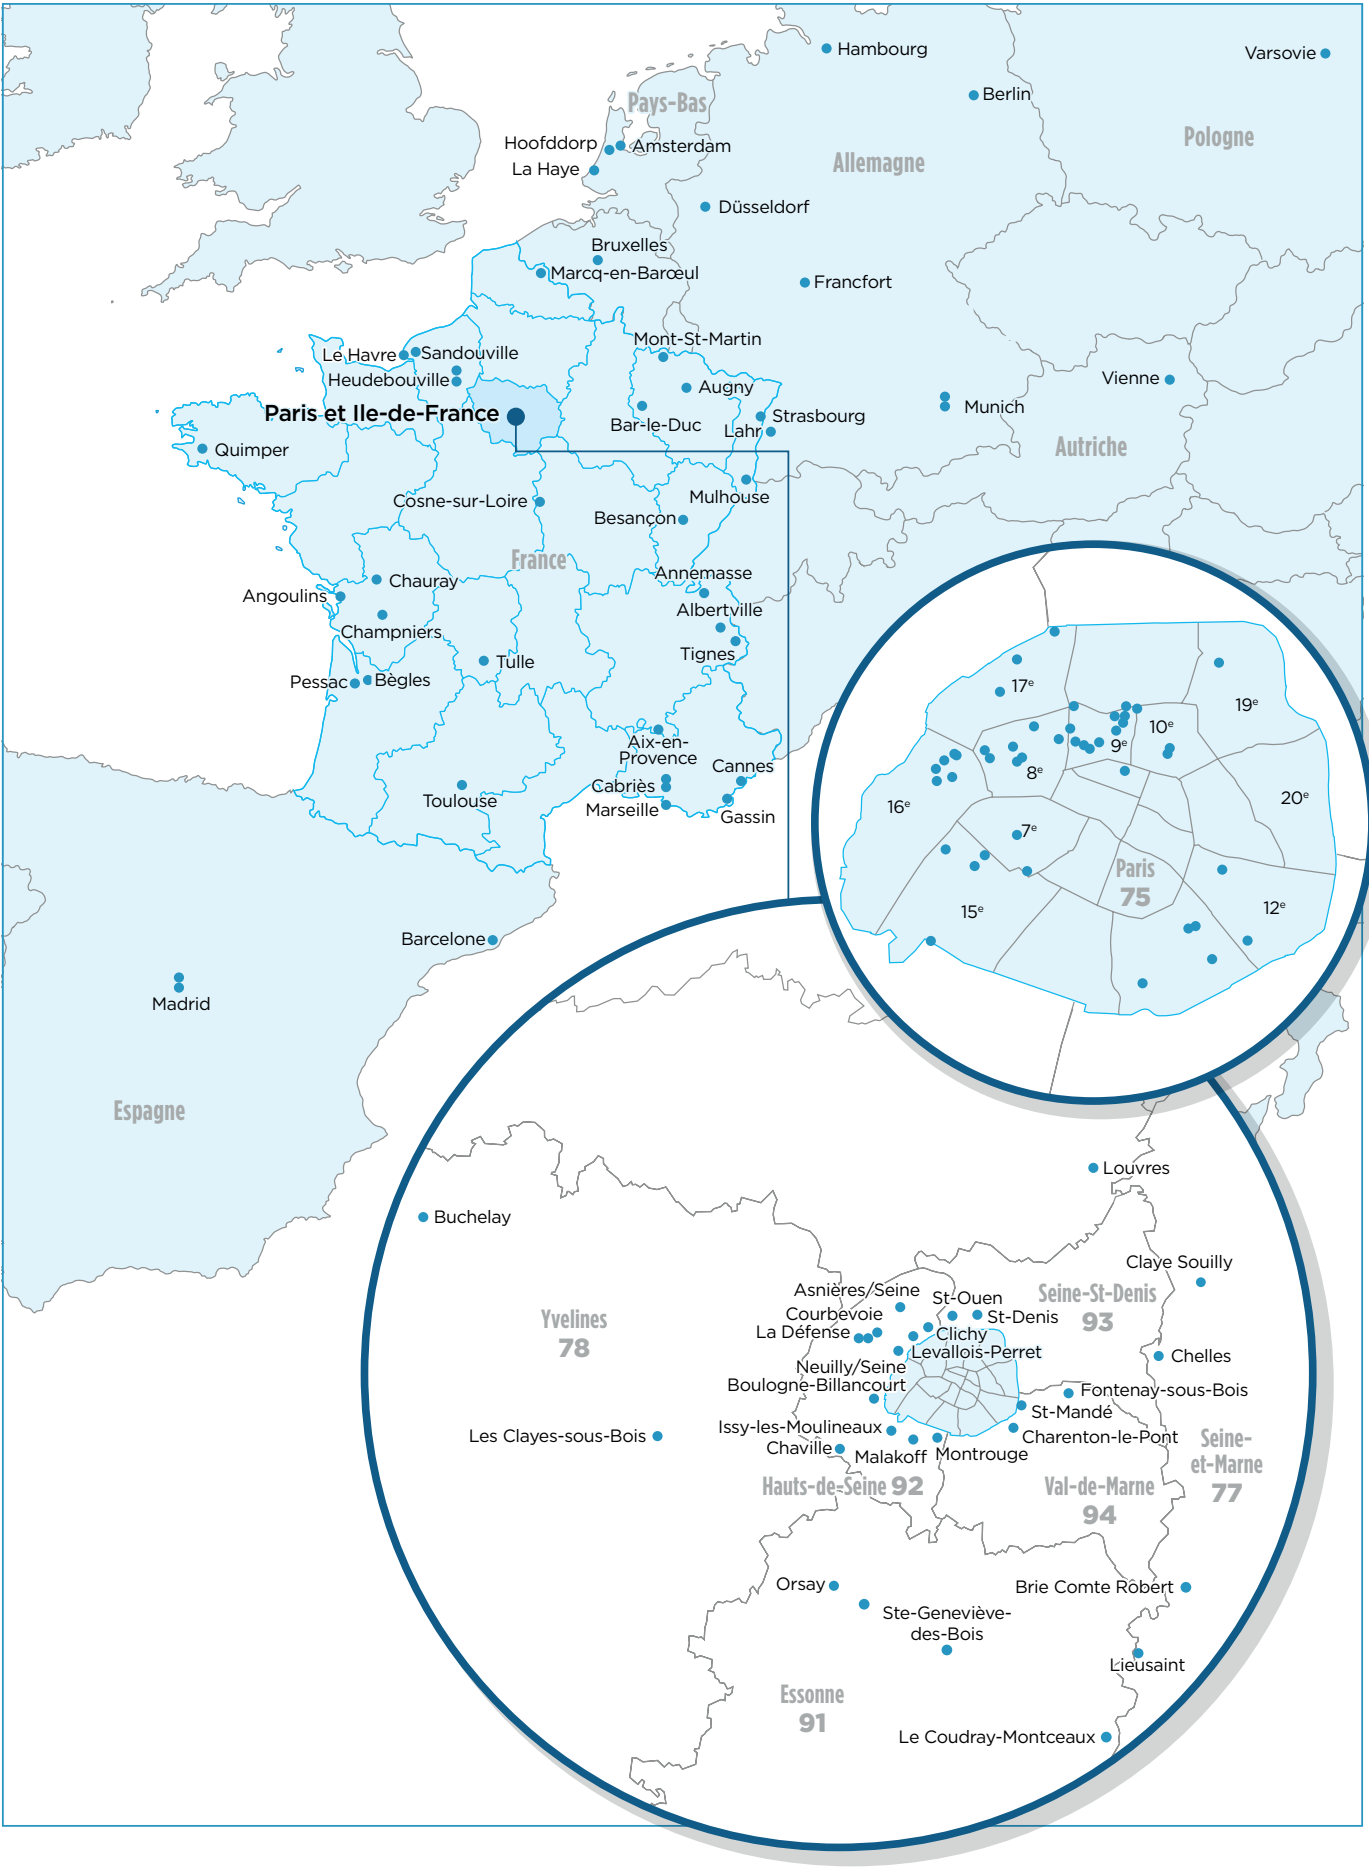 Hambourg
Varsovie
Berlin
Pays-Bas
Pologne
Hoofddorp
Amsterdam
Allemagne
La Haye
Düsseldorf
Bruxelles
Marcq-en-Barœul
Francfort
Mont-St-Martin
Le Havre
Sandouville
Heudebouville
Vienne
Augny
Munich
Paris et Ile-de-France
Strasbourg
Bar-le-Duc
Lahr
Autriche
Quimper
Mulhouse
Cosne-sur-Loire
Besançon
France
Annemasse
Chauray
Angoulins
Albertville
Champniers
Tignes
Tulle
Pessac
Bègles
Aix-en-
Provence
Cannes
Cabriès
Toulouse
Marseille
Gassin
17e
19e
10e
9e
8e
16e
20e
7e
Paris
75
15e
12e
Barcelone
Madrid
Espagne
Louvres
Buchelay
Claye Souilly
Asnières/Seine
Seine-St-Denis
93
St-Ouen
Courbevoie
St-Denis
Yvelines
78
La Défense
Clichy
Levallois-Perret
Chelles
Neuilly/Seine
Boulogne-Billancourt
Fontenay-sous-Bois
St-Mandé
Issy-les-Moulineaux
Charenton-le-Pont
Les Clayes-sous-Bois
Chaville
Malakoff
Montrouge
Seine-
et-Marne
77
Hauts-de-Seine 92
Val-de-Marne
94
Orsay
Brie Comte Robert
Ste-Geneviève-
des-Bois
Lieusaint
Essonne
91
Le Coudray-Montceaux